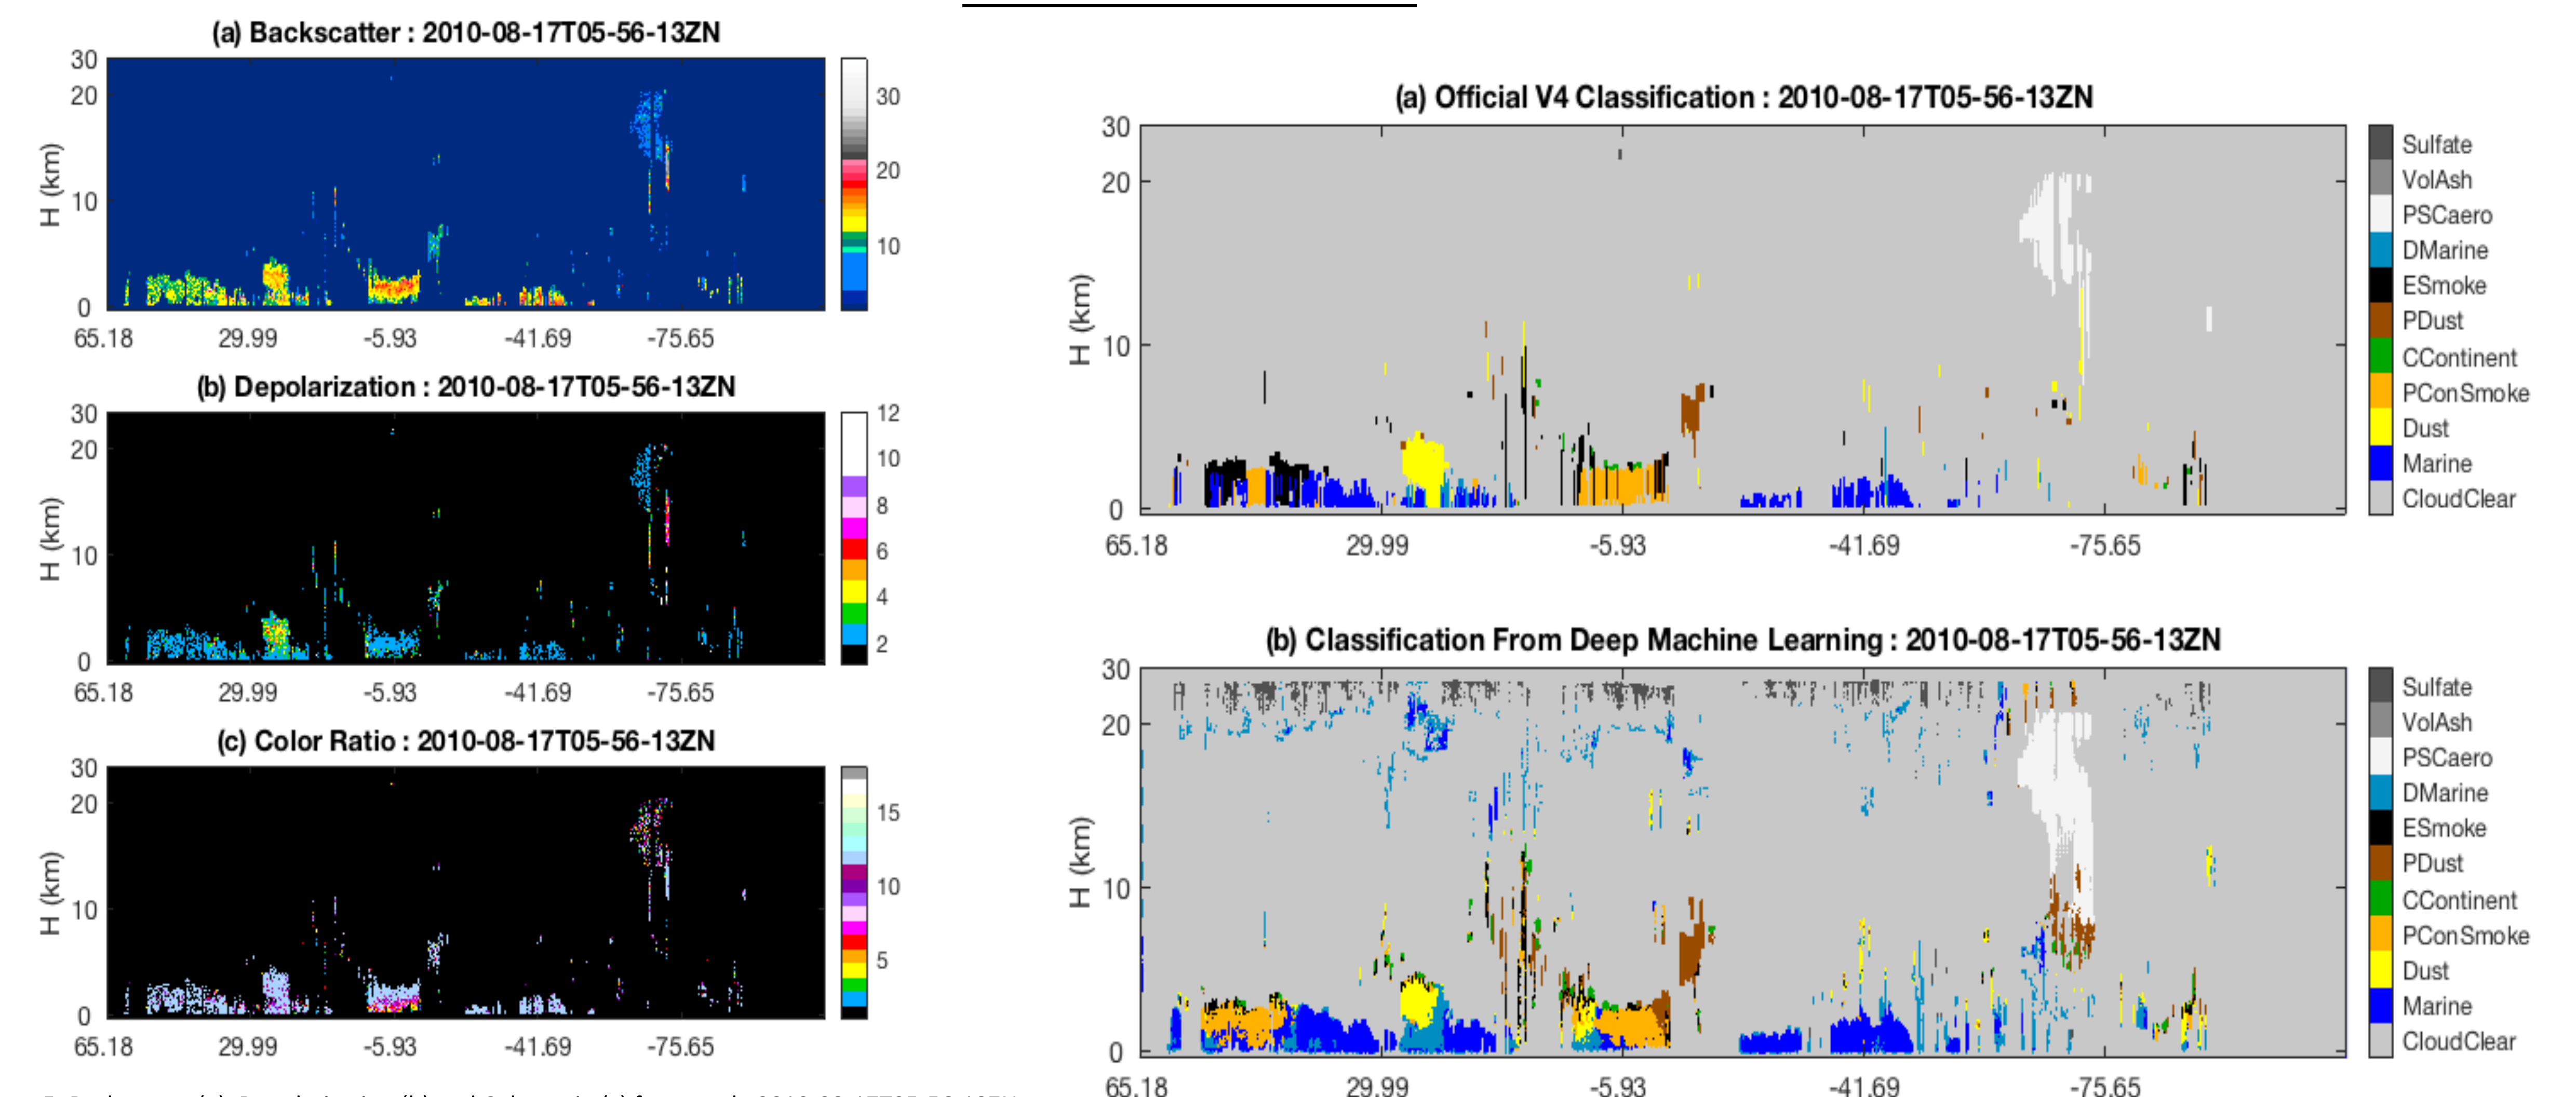 (a) Backscatter : 2010-08-17T05-56-13ZN
H (km)
30
20
10
0
65.18 29.99 -5.93 -41.69 -75.65
30
20
10
(b) Depolarization : 2010-08-17T05-56-13ZN
H (km)
30
20
10
0
65.18 29.99 -5.93 -41.69 -75.65
12
10
8
6
4
2
(c) Color Ratio : 2010-08-17T05-56-13ZN
H (km)
30
20
10
0
65.18 29.99 -5.93 -41.69 -75.65
15
10
5
(a) Official V4 Classification : 2010-08-17T05-56-13ZN
H (km)
30
20
10
0
65.18 29.99 -5.93 -41.69 -75.65
Sulfate
VolAsh
PSCaero
DMarine
ESmoke
PDust
CContinent
PConSmoke
Dust
Marine
CloudClear
(b) Classification From Deep Machine Learning : 2010-08-17T05-56-13ZN
H (km)
30
20
10
0
65.18 29.99 -5.93 -41.69 -75.65
Sulfate
VolAsh
PSCaero
DMarine
ESmoke
PDust
CContinent
PConSmoke
Dust
Marine
CloudClear